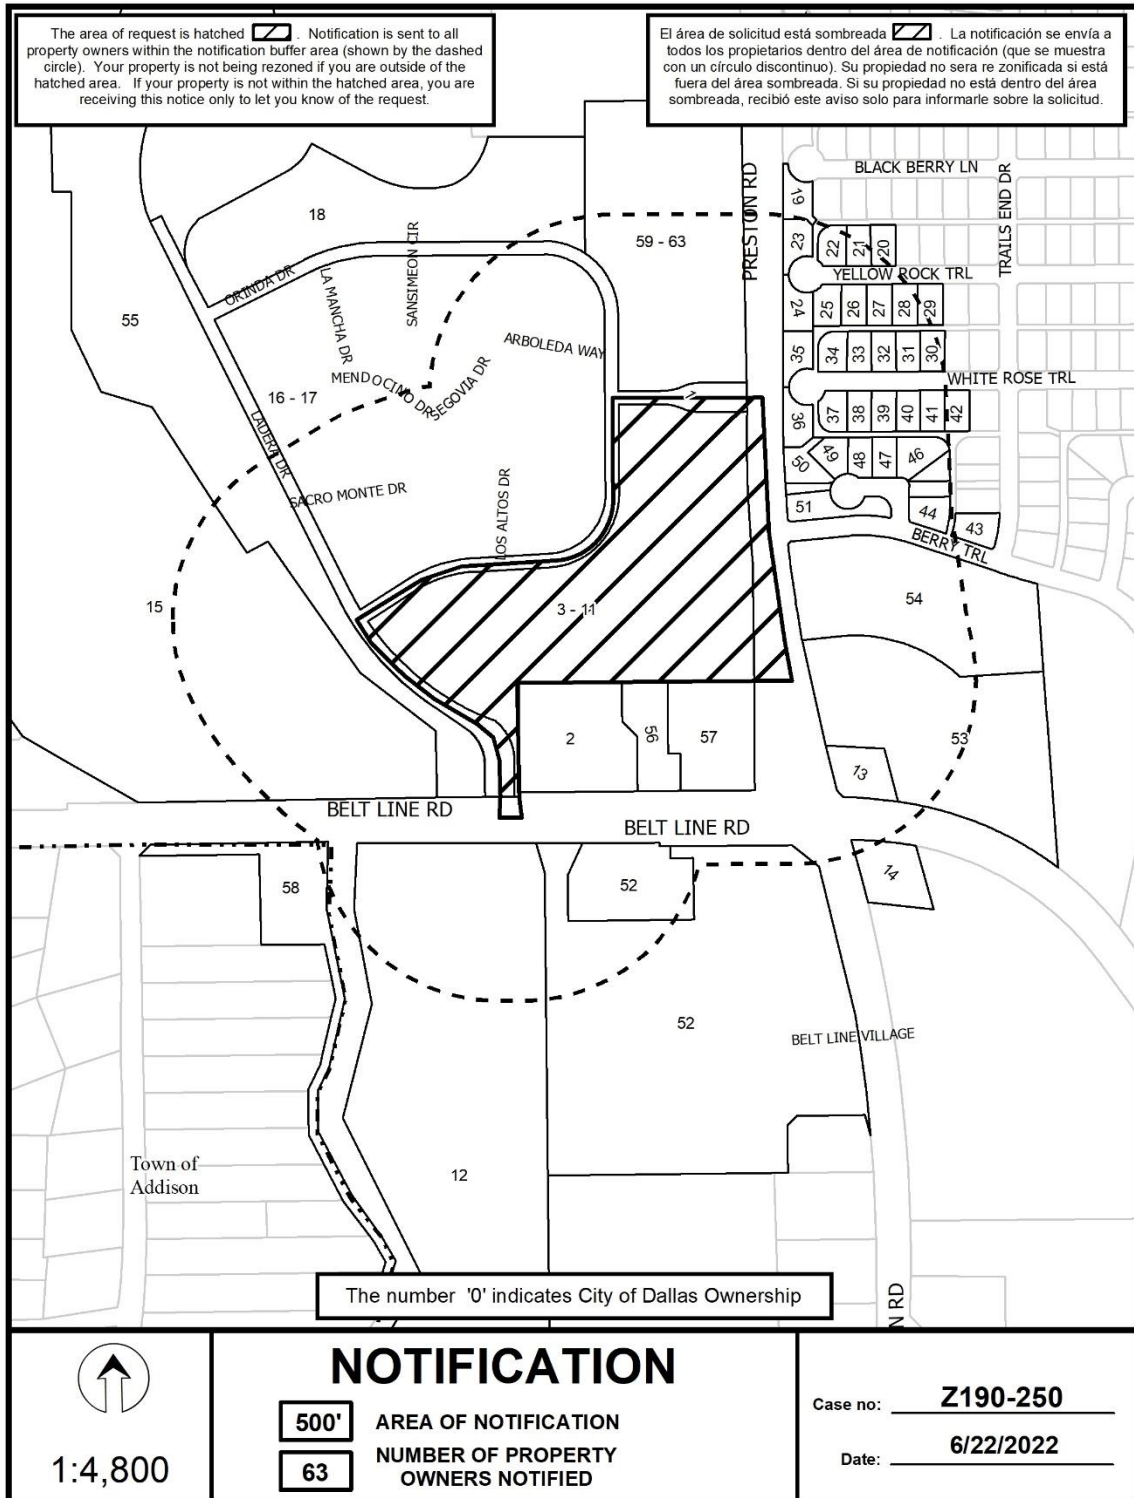 The area of request is hatched . Notification is sent to all
property owners within the notification buffer area (shown by the dashed
circle). Your property is not being rezoned if you are outside of the
hatched area. If your property is not within the hatched area, you are
receiving this notice only to let you know of the request.
El área de solicitud está sombreada . La notificación se envía a
todos los propietarios dentro del área de notificación (que se muestra
con un círculo discontinuo). Su propiedad no sera re zonificada si está
fuera del área sombreada. Si su propiedad no está dentro del área
sombreada, recibió este aviso solo para informarle sobre la solicitud.
BLACK BERRY LN
PRESTON RD
TRAILS END DR
19
18
SANSIMEON CIR
59 - 63
23
22
21
20
YELLOW ROCK TRL
ORINDA DR
LA MANCHA DR
24
25
26
27
28
29
55
ARBOLEDA WAY
35
34
33
32
31
30
MENDOCINO DR
SEGOVIA DR
WHITE ROSE TRL
16 - 17
1
36
37
38
39
40
41
42
LADERA DR
50
49
48
47
46
SACRO MONTE DR
LOS ALTOS DR
51
44
43
BERRY TRL
15
3 - 11
54
2
56
57
53
13
BELT LINE RD
BELT LINE RD
58
52
14
52
BELT LINE VILLAGE
Town of
Addison
12
The number '0' indicates City of Dallas Ownership
N RD
1:4,800
NOTIFICATION
500' AREA OF NOTIFICATION
63 NUMBER OF PROPERTY
OWNERS NOTIFIED
Case no: Z190-250
Date: 6/22/2022